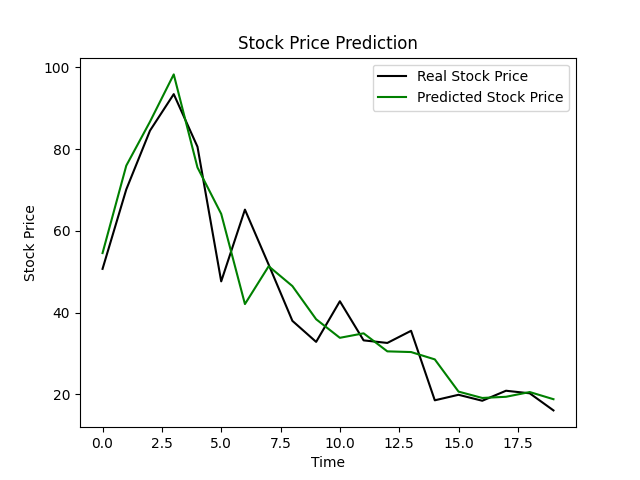 Stock Price Prediction
100
80
60
40
20
Stock Price
Real Stock Price
Predicted Stock Price
0.0 2.5 5.0 7.5 10.0 12.5 15.0 17.5
Time